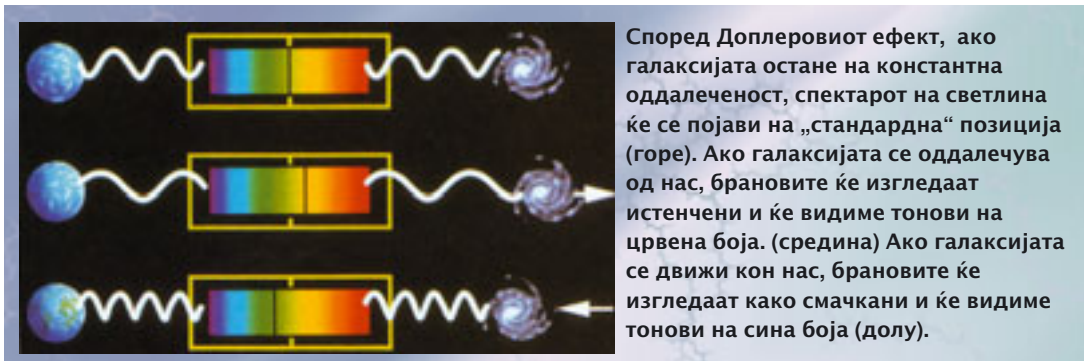 Според Доплеровиот ефект, ако
галаксијата остане на константна
оддалеченост, спектарот на светлина
ќе се појави на „стандардна“ позиција
(горе). Ако галаксијата се оддалечува
од нас, брановите ќе изгледаат
истенчени и ќе видиме тонови на
црвена боја. (средина) Ако галаксијата
се движи кон нас, брановите ќе
изгледаат како смачкани и ќе видиме
тонови на сина боја (долу).